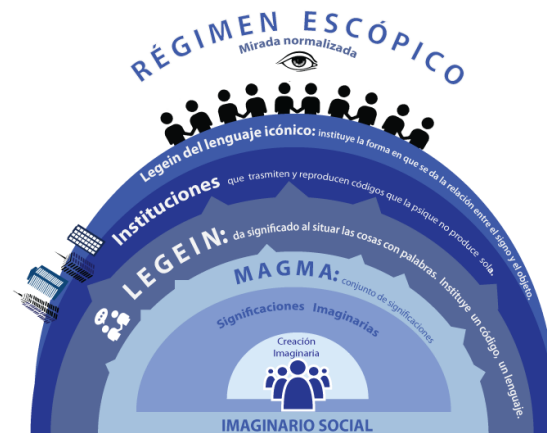 RÉGIMEN ESCÓPICO
Mirada normalizada
Legein del lenguaje icónico: instituye la forma en que se da la relación entre el signo y el objeto.
Instituciones que trasmiten y reproducen códigos que la psique no produce sola.
LEGEIN: da significado al situar las cosas con palabras. Instituye un código, un lenguaje.
MAGMA: conjunto de significaciones
Significaciones Imaginarias
Creación
Imaginaria
IMAGINARIO SOCIAL